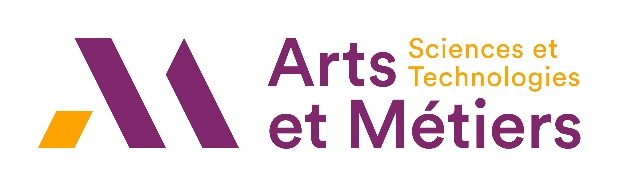 Arts
Sciences et
Technologies
et Métiers